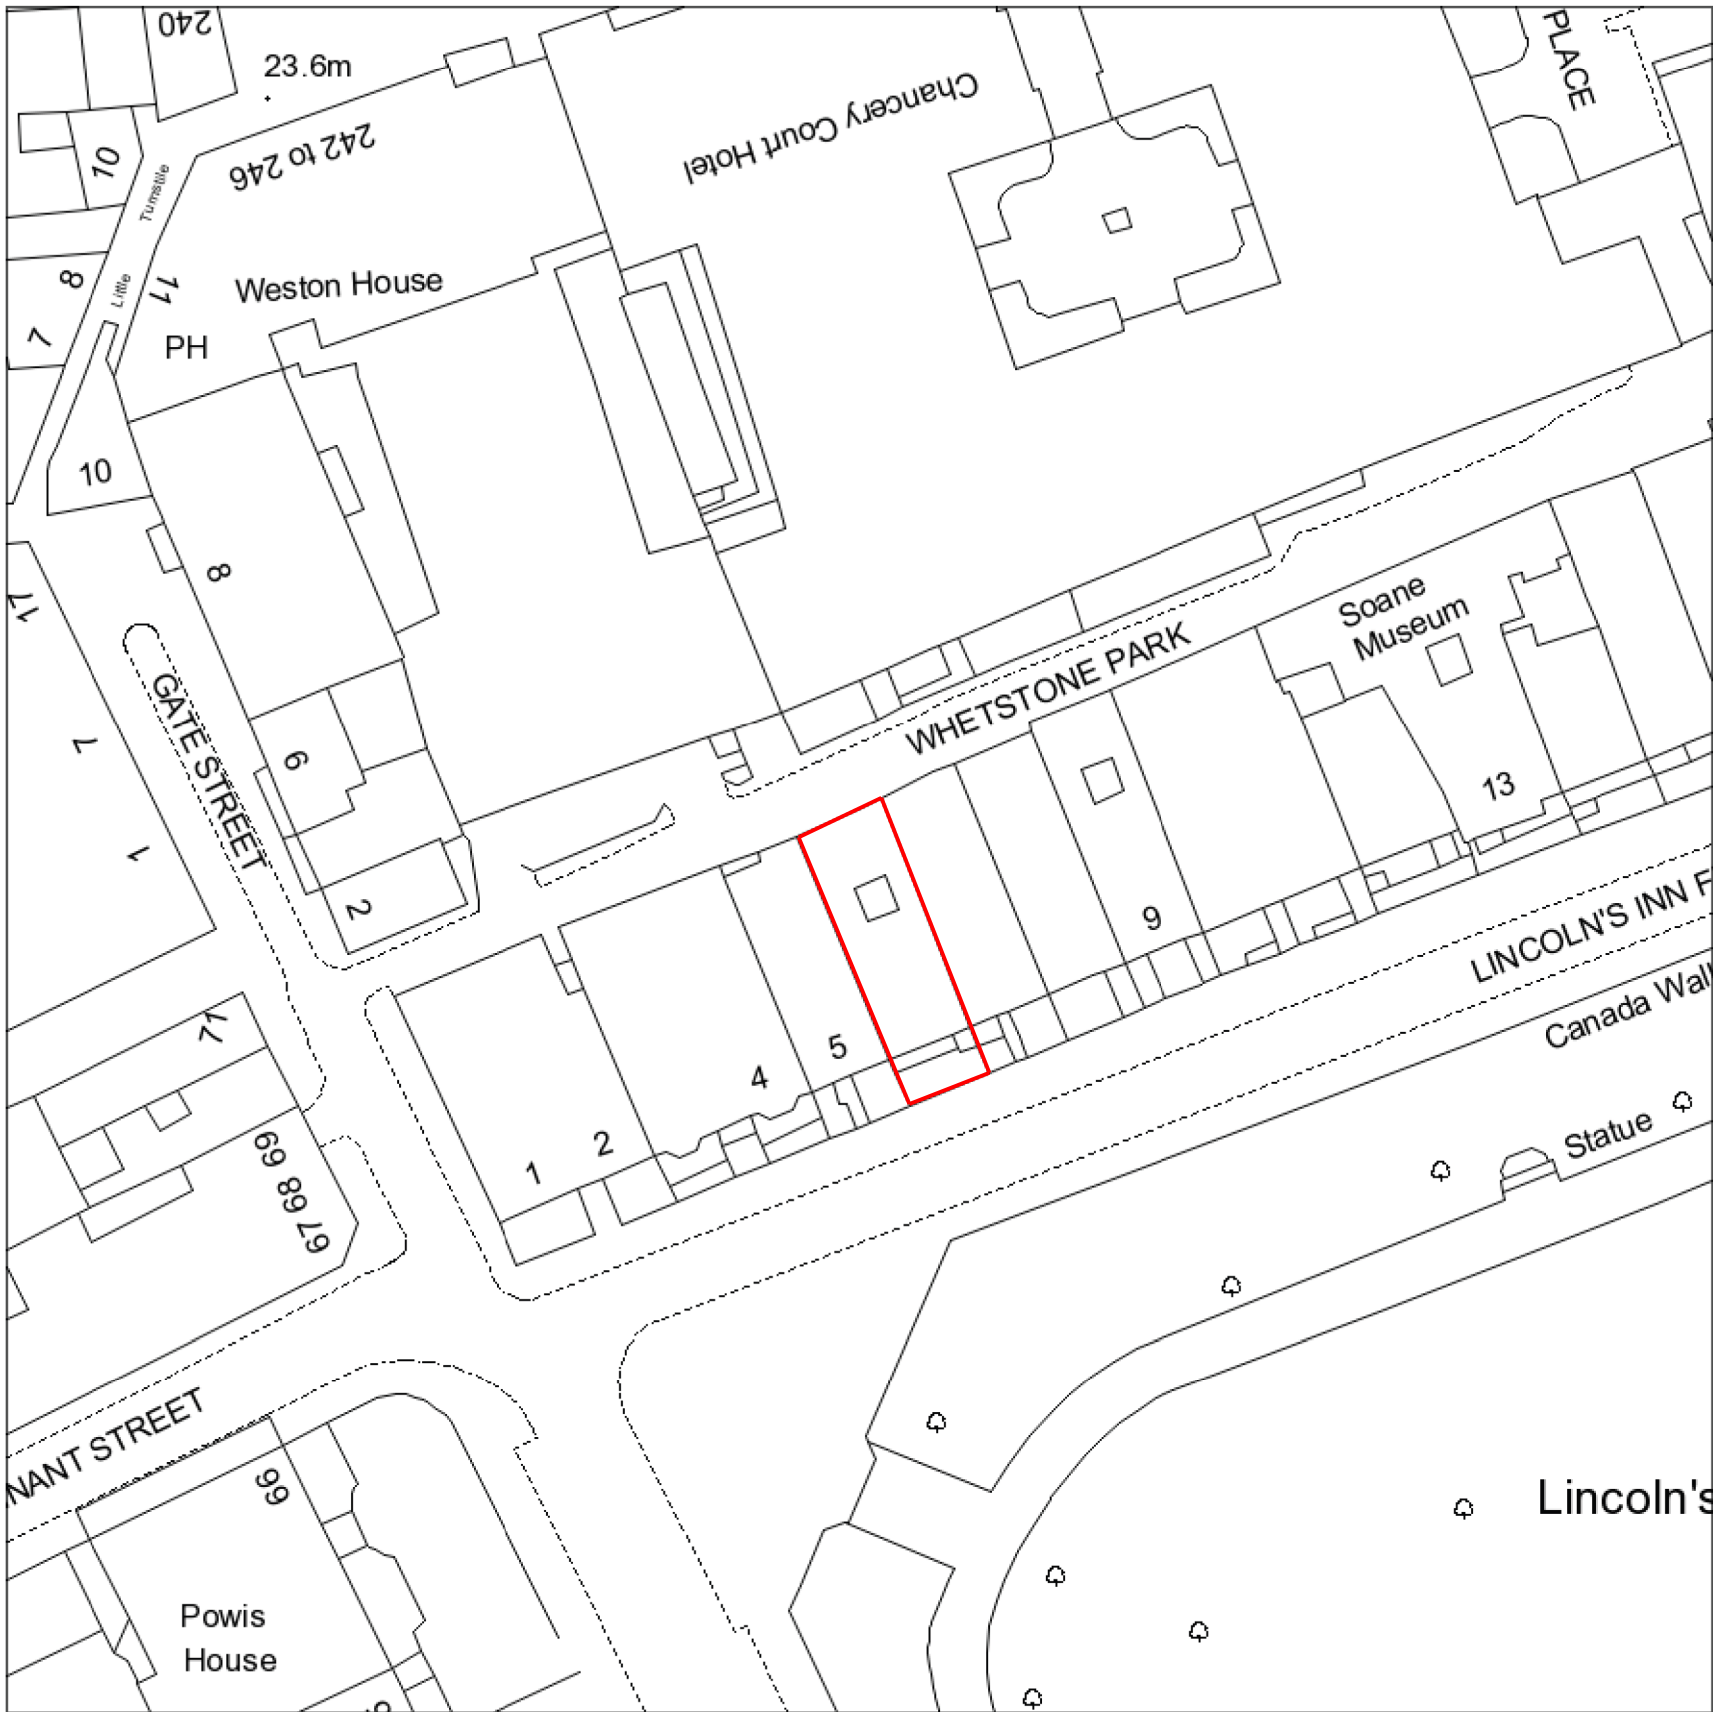 240
23.6m
PLACE
Chancery Court Hotel
242 to 246
10
Turnstile
Little
8
11
7
Weston House
PH
10
8
17
Soane
Museum
WHETSTONE PARK
GATE STREET
7
6
13
1
2
9
LINCOLN'S INN F
Canada Wal
71
5
4
2
1
Statue
69
68
67
NANT STREET
66
Lincoln's
Powis
House